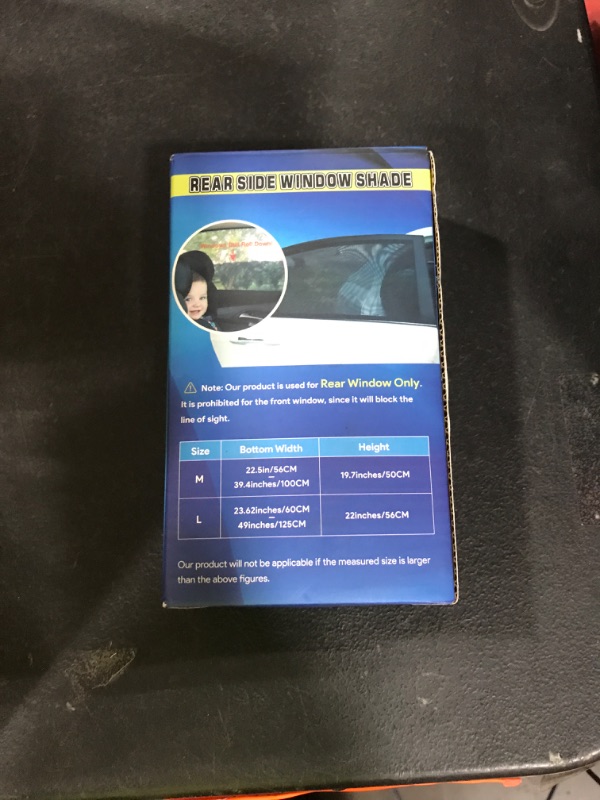 REAR SIDE WINDOW SHADE
Note: Our product is used for Rear Window Only.
It is prohibited for the front window, since it will block the
line of sight.
Size Bottom Width Height
M 22.5in/56CM
—
39.4inches/100CM 19.7inches/50CM
L 23.62inches/60CM
—
49inches/125CM 22inches/56CM
Our product will not be applicable if the measured size is larger
than the above figures.